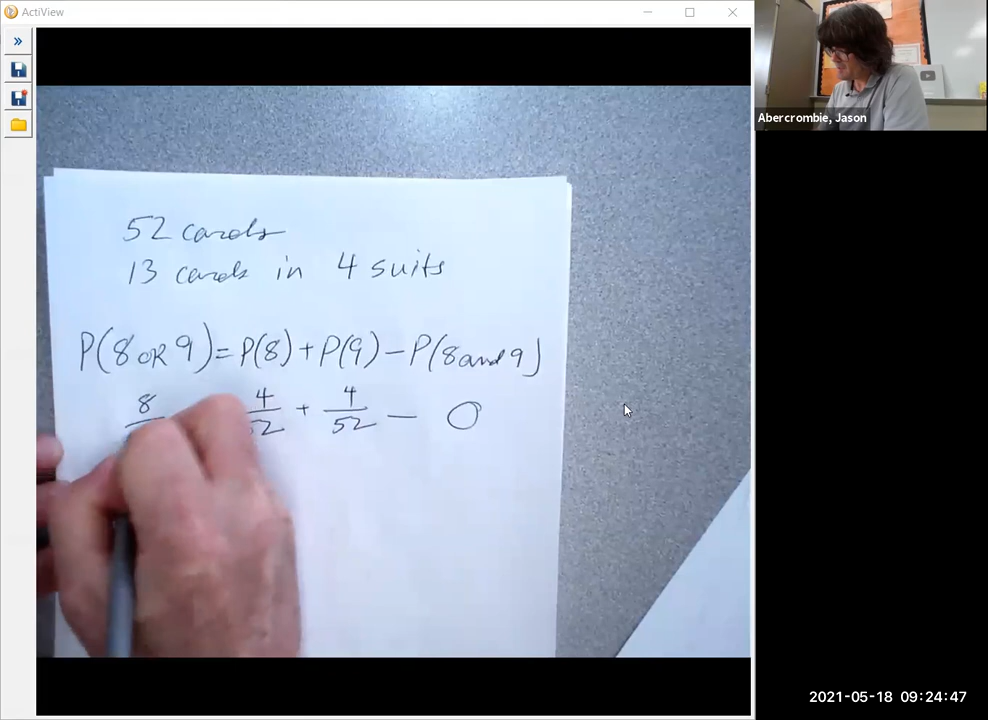 ActiView
Abercrombie, Jason
52 cards
13 cards in 4 suits
P(8 OR 9) = P(8) + P(9) - P(8 and 9)
8 4/52 + 4/52 - 0
2021-05-18 09:24:47